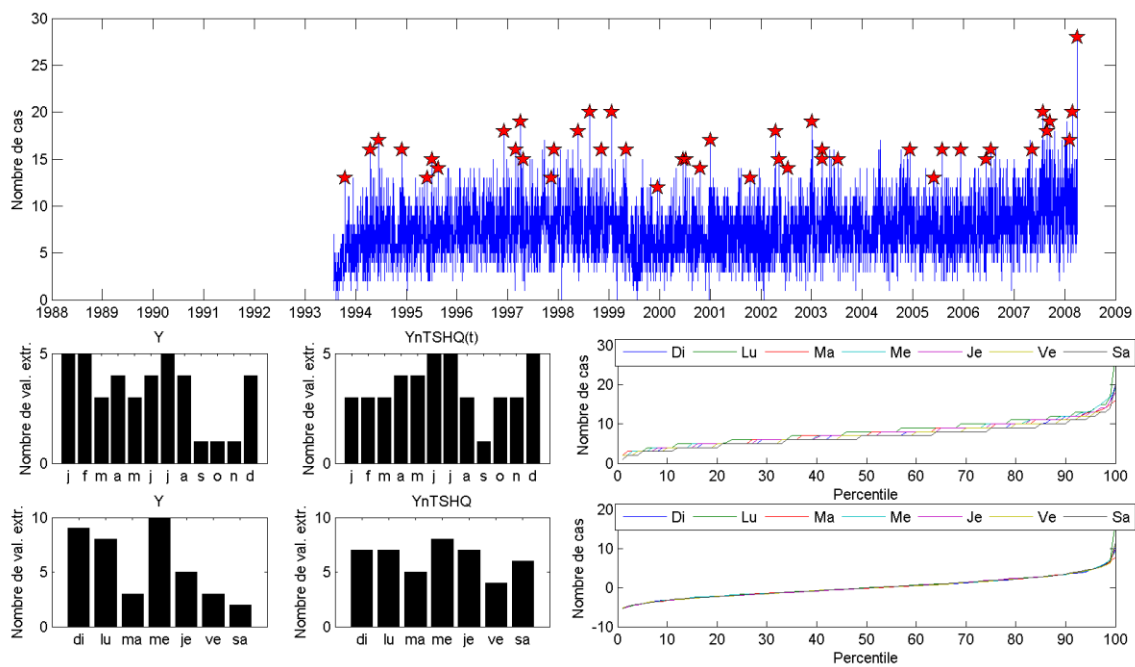 30
25
20
15
10
5
0
Nombre de cas
1988 1989 1990 1991 1992 1993 1994 1995 1996 1997 1998 1999 2000 2001 2002 2003 2004 2005 2006 2007 2008 2009
Y
5
0
Nombre de val. extr.
j f m a m j j a s o n d
YnTSHQ(t)
5
0
Nombre de val. extr.
j f m a m j j a s o n d
30
20
10
0
Nombre de cas
Di Lu Ma Me Je Ve Sa
0 10 20 30 40 50 60 70 80 90 100
Percentile
Y
10
5
0
Nombre de val. extr.
di lu ma me je ve sa
YnTSHQ
10
5
0
Nombre de val. extr.
di lu ma me je ve sa
20
10
0
-10
Nombre de cas
Di Lu Ma Me Je Ve Sa
0 10 20 30 40 50 60 70 80 90 100
Percentile